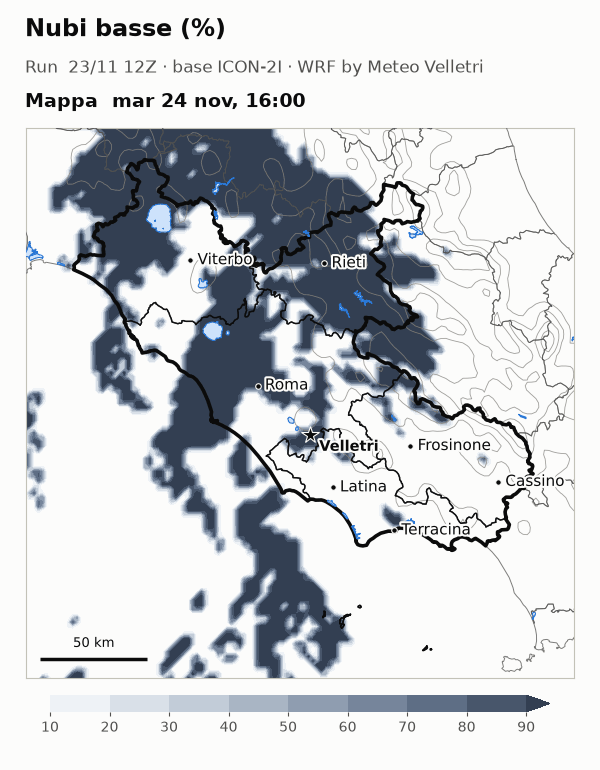 Nubi basse (%)
Run  23/11 12Z · base ICON-2I · WRF by Meteo Velletri
Mappa  mar 24 nov, 16:00
Viterbo
Rieti
Roma
Velletri
Frosinone
Cassino
Latina
Terracina
50 km
10 20 30 40 50 60 70 80 90